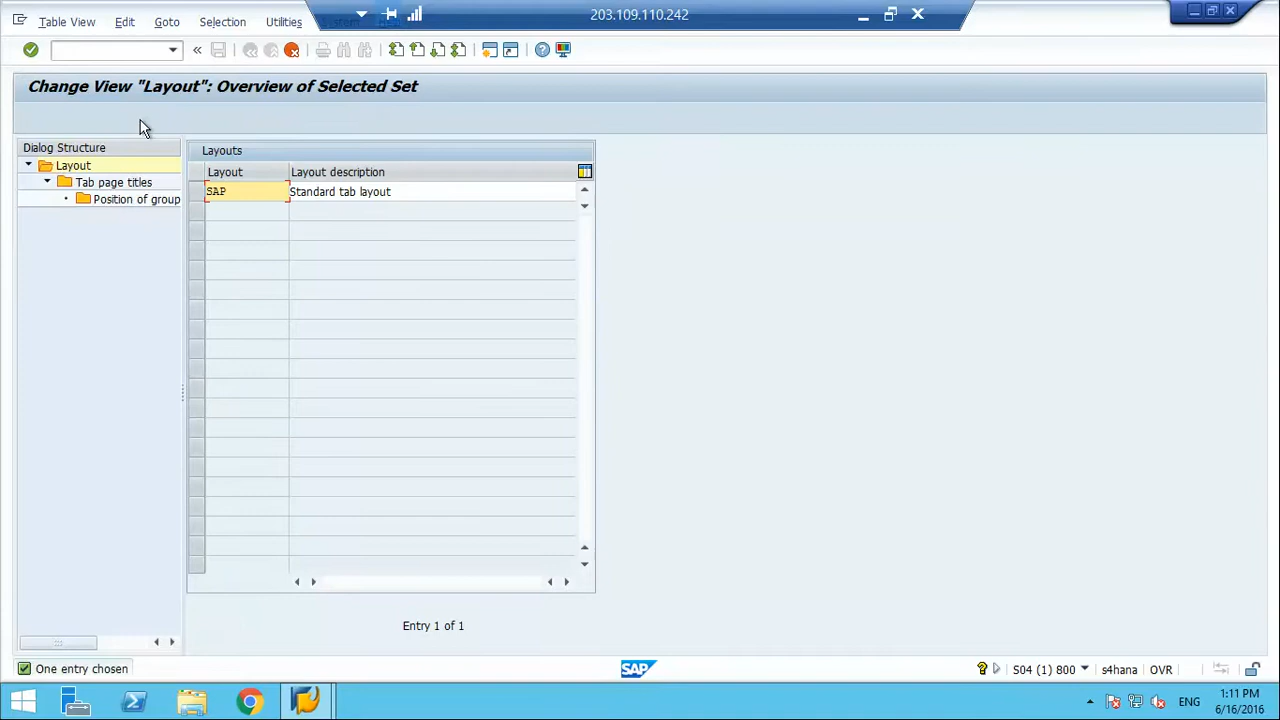 Table View Edit Goto Selection Utilities
203.109.110.242
Change View "Layout": Overview of Selected Set
Dialog Structure
Layout
Tab page titles
Position of group
Layouts
Layout Layout description
SAP Standard tab layout
Entry 1 of 1
One entry chosen
SAP
S04 (1) 800 s4hana OVR
ENG
1:11 PM
6/16/2016